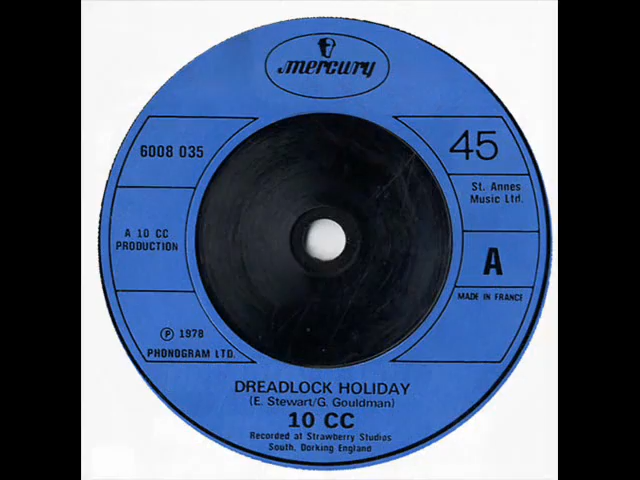 mercury
6008 035
45
St. Annes
Music Ltd.
A 10 CC
PRODUCTION
A
MADE IN FRANCE
Ⓟ 1978
PHONOGRAM LTD.
DREADLOCK HOLIDAY
(E. Stewart/G. Gouldman)
10 CC
Recorded at Strawberry Studios
South, Dorking England